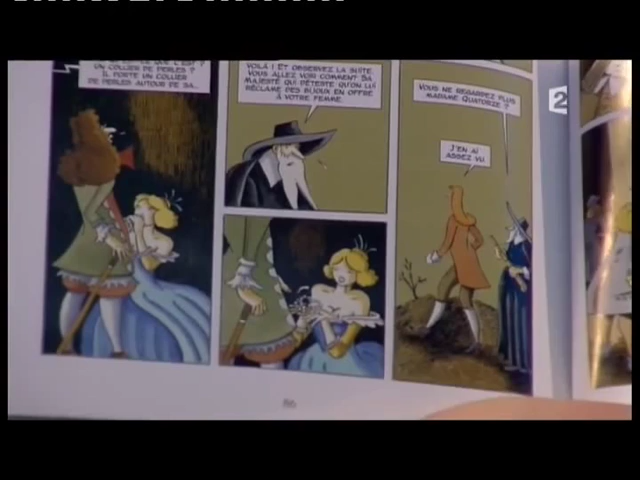 UN COLLIER DE PERLES ?
IL PORTE UN COLLIER
DE PERLES AUTOUR DE SA...
VOILÀ ! ET OBSERVEZ LA SUITE.
VOUS ALLEZ VOIR COMMENT SA
MAJESTÉ QUI DÉTESTE QU'ON LUI
RÉCLAME DES BIJOUX EN OFFRE
À VOTRE FEMME.
VOUS NE REGARDEZ PLUS
MADAME QUATORZE ?
J'EN AI
ASSEZ VU
2
86